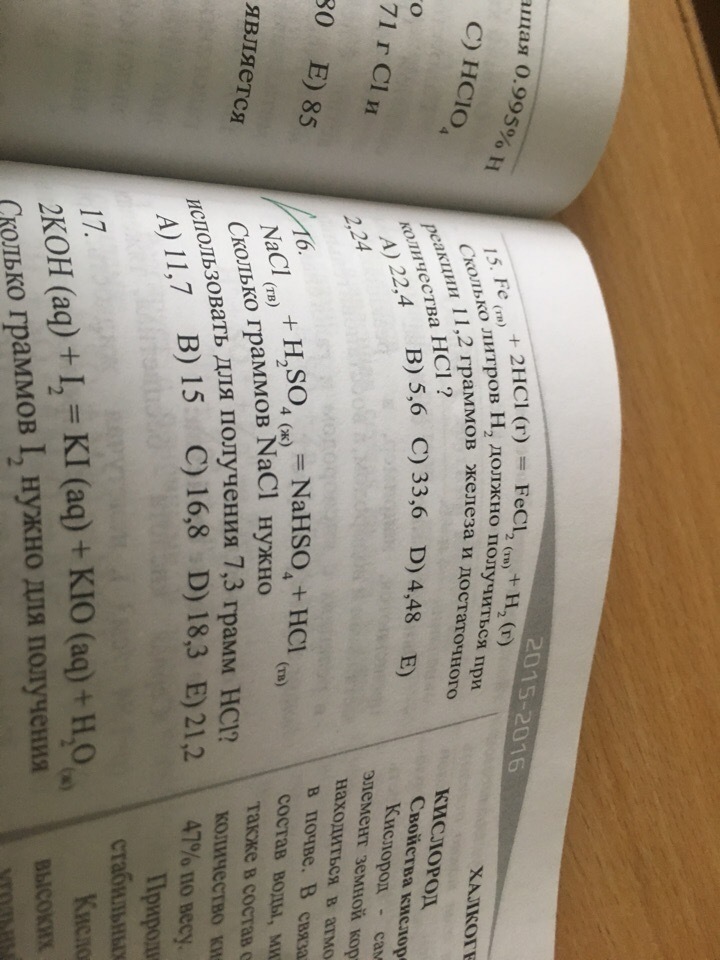 ащая 0.995% H
C) HClO4
го
71 г Cl и
80 E) 85
является
2015-2016
15. Fe (тв) + 2HCl (г) = FeCl2 (тв) + H2 (г)
Сколько литров H2 должно получиться при
реакции 11,2 граммов железа и достаточного
количества HCl ?
A) 22,4 B) 5,6 C) 33,6 D) 4,48 E)
2,24
16.
NaCl (тв) + H2SO4 (ж) = NaHSO4 + HCl (тв)
Сколько граммов NaCl нужно
использовать для получения 7,3 грамм HCl?
A) 11,7 B) 15 C) 16,8 D) 18,3 E) 21,2
17.
2KOH (aq) + I2 = KI (aq) + KIO (aq) + H2O (ж)
Сколько граммов I2 нужно для получения
ХАЛКОГЕ
КИСЛОРОД
Свойства кислоро
Кислород - сам
элемент земной кор
находиться в атмо
в почве. В связа
состав воды, ми
также в состав о
количество ки
47% по весу.
Природ
стабильных
Кисло
высоких